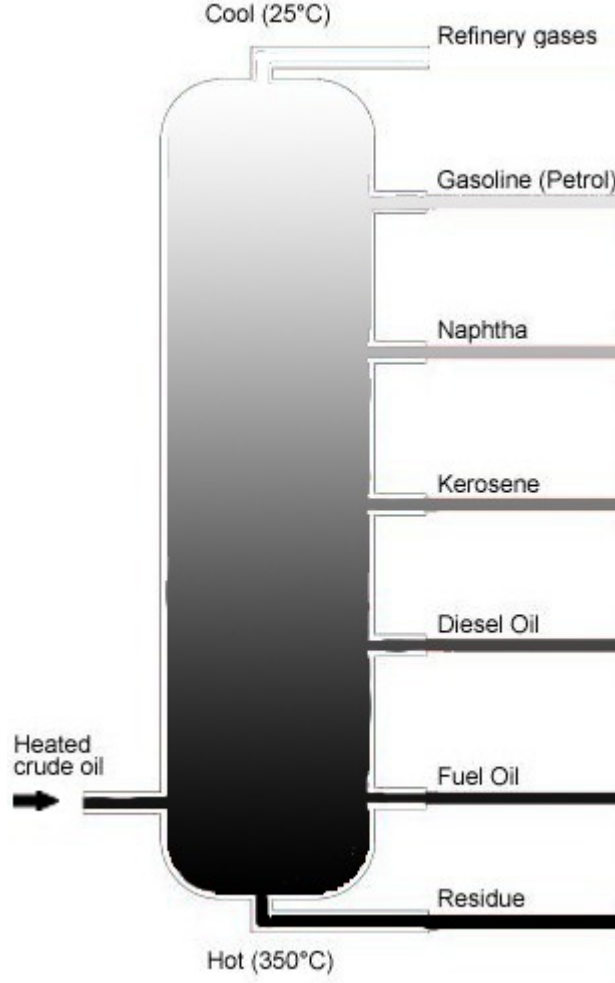 Cool (25°C)
Refinery gases
Gasoline (Petrol)
Naphtha
Kerosene
Diesel Oil
Heated
crude oil
Fuel Oil
Residue
Hot (350°C)